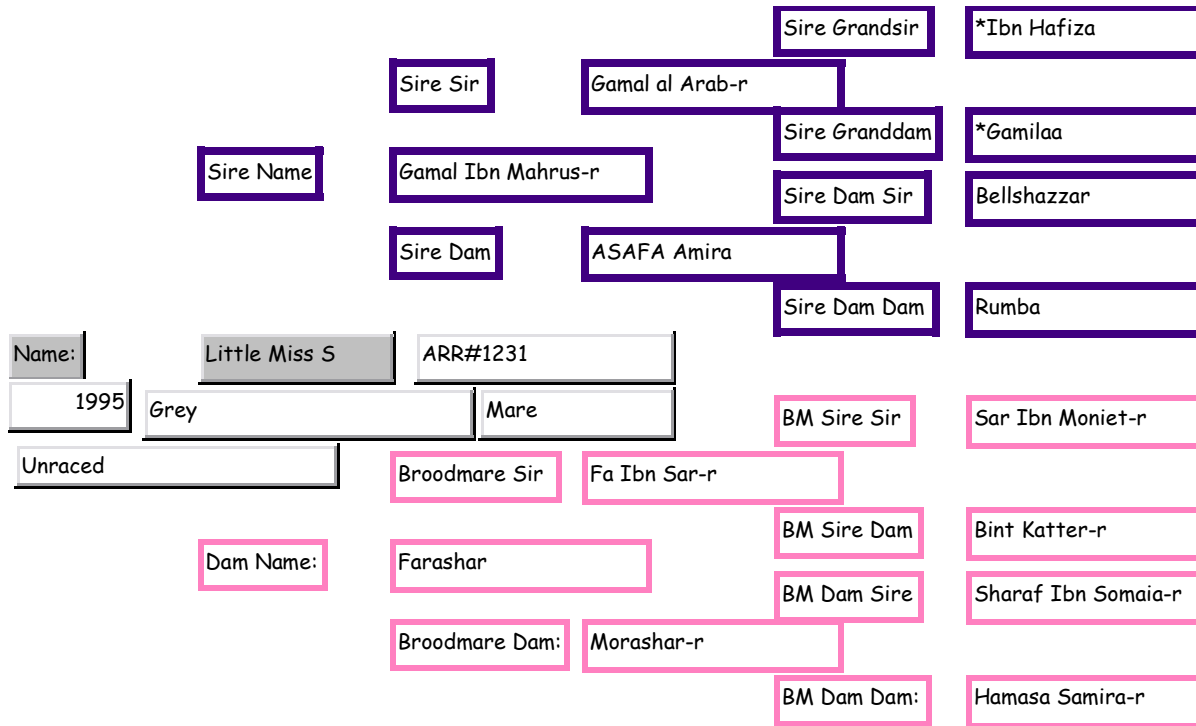 Sire Grandsir *Ibn Hafiza
Sire Sir Gamal al Arab-r
Sire Granddam *Gamilaa
Sire Name Gamal Ibn Mahrus-r
Sire Dam Sir Bellshazzar
Sire Dam ASAFA Amira
Sire Dam Dam Rumba
Name: Little Miss S ARR#1231
1995 Grey Mare
BM Sire Sir Sar Ibn Moniet-r
Unraced
Broodmare Sir Fa Ibn Sar-r
BM Sire Dam Bint Katter-r
Dam Name: Farashar
BM Dam Sire Sharaf Ibn Somaia-r
Broodmare Dam: Morashar-r
BM Dam Dam: Hamasa Samira-r